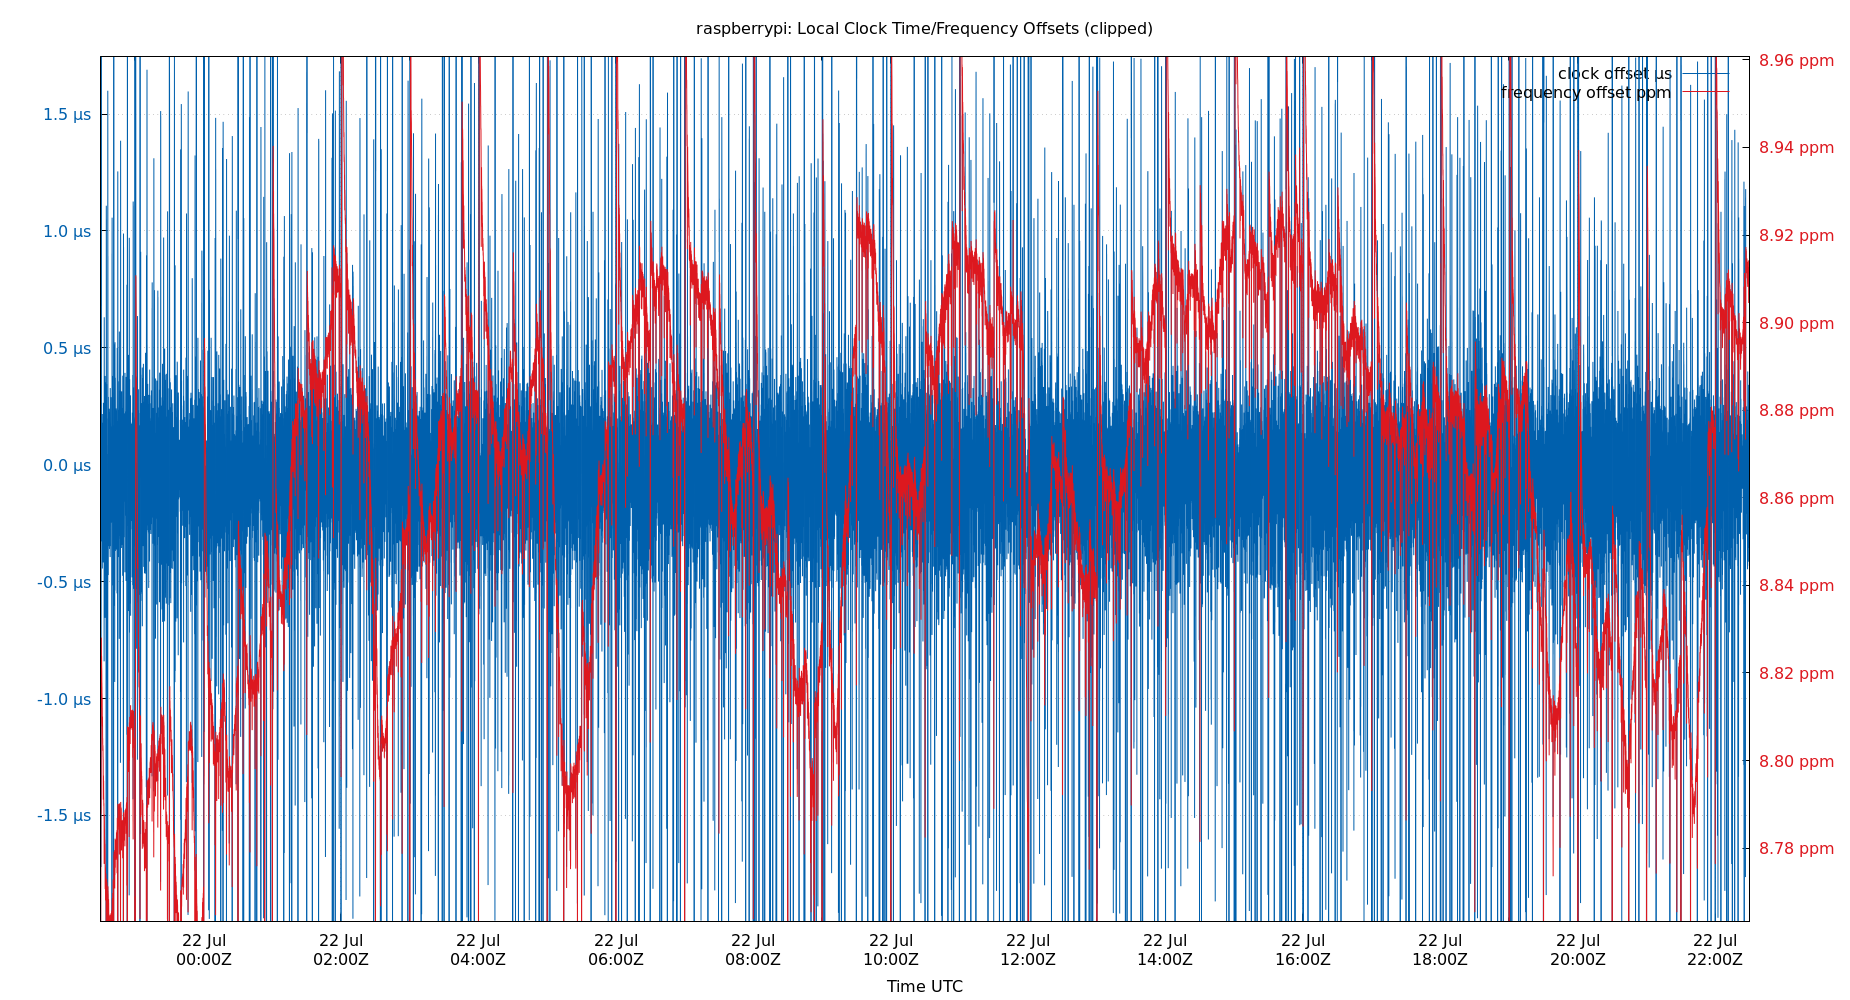 raspberrypi: Local Clock Time/Frequency Offsets (clipped)
clock offset µs
frequency offset ppm
1.5 µs
1.0 µs
0.5 µs
0.0 µs
-0.5 µs
-1.0 µs
-1.5 µs
8.96 ppm
8.94 ppm
8.92 ppm
8.90 ppm
8.88 ppm
8.86 ppm
8.84 ppm
8.82 ppm
8.80 ppm
8.78 ppm
22 Jul 22 Jul 22 Jul 22 Jul 22 Jul 22 Jul 22 Jul 22 Jul 22 Jul 22 Jul 22 Jul 22 Jul
00:00Z 02:00Z 04:00Z 06:00Z 08:00Z 10:00Z 12:00Z 14:00Z 16:00Z 18:00Z 20:00Z 22:00Z
Time UTC